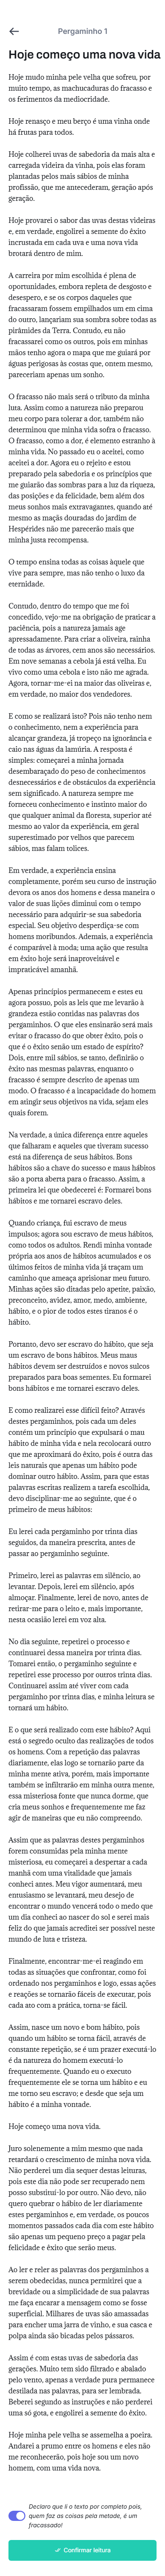 Pergaminho 1
Hoje começo uma nova vida
Hoje mudo minha pele velha que sofreu, por
muito tempo, as machucaduras do fracasso e
os ferimentos da mediocridade.
Hoje renasço e meu berço é uma vinha onde
há frutas para todos.
Hoje colherei uvas de sabedoria da mais alta e
carregada videira da vinha, pois elas foram
plantadas pelos mais sábios de minha
profissão, que me antecederam, geração após
geração.
Hoje provarei o sabor das uvas destas videiras
e, em verdade, engolirei a semente do êxito
incrustada em cada uva e uma nova vida
brotará dentro de mim.
A carreira por mim escolhida é plena de
oportunidades, embora repleta de desgosto e
desespero, e se os corpos daqueles que
fracassaram fossem empilhados um em cima
do outro, lançariam sua sombra sobre todas as
pirâmides da Terra. Contudo, eu não
fracassarei como os outros, pois em minhas
mãos tenho agora o mapa que me guiará por
águas perigosas às costas que, ontem mesmo,
pareceriam apenas um sonho.
O fracasso não mais será o tributo da minha
luta. Assim como a natureza não preparou
meu corpo para tolerar a dor, também não
determinou que minha vida sofra o fracasso.
O fracasso, como a dor, é elemento estranho à
minha vida. No passado eu o aceitei, como
aceitei a dor. Agora eu o rejeito e estou
preparado pela sabedoria e os princípios que
me guiarão das sombras para a luz da riqueza,
das posições e da felicidade, bem além dos
meus sonhos mais extravagantes, quando até
mesmo as maçãs douradas do jardim de
Hespérides não me parecerão mais que
minha justa recompensa.
O tempo ensina todas as coisas àquele que
vive para sempre, mas não tenho o luxo da
eternidade.
Contudo, dentro do tempo que me foi
concedido, vejo-me na obrigação de praticar a
paciência, pois a natureza jamais age
apressadamente. Para criar a oliveira, rainha
de todas as árvores, cem anos são necessários.
Em nove semanas a cebola já está velha. Eu
vivo como uma cebola e isto não me agrada.
Agora, tornar-me-ei na maior das oliveiras e,
em verdade, no maior dos vendedores.
E como se realizará isto? Pois não tenho nem
o conhecimento, nem a experiência para
alcançar grandeza, já tropeço na ignorância e
caio nas águas da lamúria. A resposta é
simples: começarei a minha jornada
desembaraçado do peso de conhecimentos
desnecessários e de obstáculos da experiência
sem significado. A natureza sempre me
forneceu conhecimento e instinto maior do
que qualquer animal da floresta, superior até
mesmo ao valor da experiência, em geral
superestimado por velhos que parecem
sábios, mas falam tolices.
Em verdade, a experiência ensina
completamente, porém seu curso de instrução
devora os anos dos homens e dessa maneira o
valor de suas lições diminui com o tempo
necessário para adquirir-se a sua sabedoria
especial. Seu objetivo desperdiça-se com
homens moribundos. Ademais, a experiência
é comparável à moda; uma ação que resulta
em êxito hoje será inaproveitável e
impraticável amanhã.
Apenas princípios permanecem e estes eu
agora possuo, pois as leis que me levarão à
grandeza estão contidas nas palavras dos
pergaminhos. O que eles ensinarão será mais
evitar o fracasso do que obter êxito, pois o
que é o êxito senão um estado de espírito?
Dois, entre mil sábios, se tanto, definirão o
êxito nas mesmas palavras, enquanto o
fracasso é sempre descrito de apenas um
modo. O fracasso é a incapacidade do homem
em atingir seus objetivos na vida, sejam eles
quais forem.
Na verdade, a única diferença entre aqueles
que falharam e aqueles que tiveram sucesso
está na diferença de seus hábitos. Bons
hábitos são a chave do sucesso e maus hábitos
são a porta aberta para o fracasso. Assim, a
primeira lei que obedecerei é: Formarei bons
hábitos e me tornarei escravo deles.
Quando criança, fui escravo de meus
impulsos; agora sou escravo de meus hábitos,
como todos os adultos. Rendi minha vontade
própria aos anos de hábitos acumulados e os
últimos feitos de minha vida já traçam um
caminho que ameaça aprisionar meu futuro.
Minhas ações são ditadas pelo apetite, paixão,
preconceito, avidez, amor, medo, ambiente,
hábito, e o pior de todos estes tiranos é o
hábito.
Portanto, devo ser escravo do hábito, que seja
um escravo de bons hábitos. Meus maus
hábitos devem ser destruídos e novos sulcos
preparados para boas sementes. Eu formarei
bons hábitos e me tornarei escravo deles.
E como realizarei esse difícil feito? Através
destes pergaminhos, pois cada um deles
contém um princípio que expulsará o mau
hábito de minha vida e nela recolocará outro
que me aproximará do êxito, pois é outra das
leis naturais que apenas um hábito pode
dominar outro hábito. Assim, para que estas
palavras escritas realizem a tarefa escolhida,
devo disciplinar-me ao seguinte, que é o
primeiro de meus hábitos:
Eu lerei cada pergaminho por trinta dias
seguidos, da maneira prescrita, antes de
passar ao pergaminho seguinte.
Primeiro, lerei as palavras em silêncio, ao
levantar. Depois, lerei em silêncio, após
almoçar. Finalmente, lerei de novo, antes de
retirar-me para o leito e, mais importante,
nesta ocasião lerei em voz alta.
No dia seguinte, repetirei o processo e
continuarei dessa maneira por trinta dias.
Tomarei então, o pergaminho seguinte e
repetirei esse processo por outros trinta dias.
Continuarei assim até viver com cada
pergaminho por trinta dias, e minha leitura se
tornará um hábito.
E o que será realizado com esse hábito? Aqui
está o segredo oculto das realizações de todos
os homens. Com a repetição das palavras
diariamente, elas logo se tornarão parte da
minha mente ativa, porém, mais importante
também se infiltrarão em minha outra mente,
essa misteriosa fonte que nunca dorme, que
cria meus sonhos e frequentemente me faz
agir de maneiras que eu não compreendo.
Assim que as palavras destes pergaminhos
forem consumidas pela minha mente
misteriosa, eu começarei a despertar a cada
manhã com uma vitalidade que jamais
conheci antes. Meu vigor aumentará, meu
entusiasmo se levantará, meu desejo de
encontrar o mundo vencerá todo o medo que
um dia conheci ao nascer do sol e serei mais
feliz do que jamais acreditei ser possível neste
mundo de luta e tristeza.
Finalmente, encontrar-me-ei reagindo em
todas as situações que confrontar, como foi
ordenado nos pergaminhos e logo, essas ações
e reações se tornarão fáceis de executar, pois
cada ato com a prática, torna-se fácil.
Assim, nasce um novo e bom hábito, pois
quando um hábito se torna fácil, através de
constante repetição, se é um prazer executá-lo
é da natureza do homem executá-lo
frequentemente. Quando eu o executo
frequentemente ele se torna um hábito e eu
me torno seu escravo; e desde que seja um
hábito é a minha vontade.
Hoje começo uma nova vida.
Juro solenemente a mim mesmo que nada
retardará o crescimento de minha nova vida.
Não perderei um dia sequer destas leituras,
pois este dia não pode ser recuperado nem
posso substituí-lo por outro. Não devo, não
quero quebrar o hábito de ler diariamente
estes pergaminhos e, em verdade, os poucos
momentos passados cada dia com este hábito
são apenas um pequeno preço a pagar pela
felicidade e êxito que serão meus.
Ao ler e reler as palavras dos pergaminhos a
serem obedecidas, nunca permitirei que a
brevidade ou a simplicidade de sua palavras
me faça encarar a mensagem como se fosse
superficial. Milhares de uvas são amassadas
para encher uma jarra de vinho, e sua casca e
polpa ainda são bicadas pelos pássaros.
Assim é com estas uvas de sabedoria das
gerações. Muito tem sido filtrado e abalado
pelo vento, apenas a verdade pura permanece
destilada nas palavras, para ser lembrada.
Beberei segundo as instruções e não perderei
uma só gota, e engolirei a semente do êxito.
Hoje minha pele velha se assemelha a poeira.
Andarei a prumo entre os homens e eles não
me reconhecerão, pois hoje sou um novo
homem, com uma vida nova.
Declaro que li o texto por completo pois,
quem faz as coisas pela metade, é um
fracassado!
Confirmar leitura